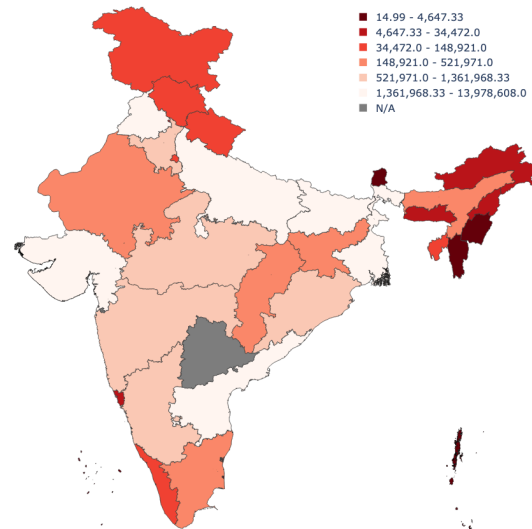 14.99 - 4,647.33
4,647.33 - 34,472.0
34,472.0 - 148,921.0
148,921.0 - 521,971.0
521,971.0 - 1,361,968.33
1,361,968.33 - 13,978,608.0
N/A